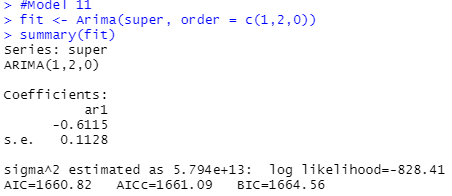 > #Model 11
> fit <- Arima(super, order = c(1,2,0))
> summary(fit)
Series: super
ARIMA(1,2,0)
Coefficients:
ar1
-0.6115
s.e. 0.1128
sigma^2 estimated as 5.794e+13: log likelihood=-828.41
AIC=1660.82 AICc=1661.09 BIC=1664.56